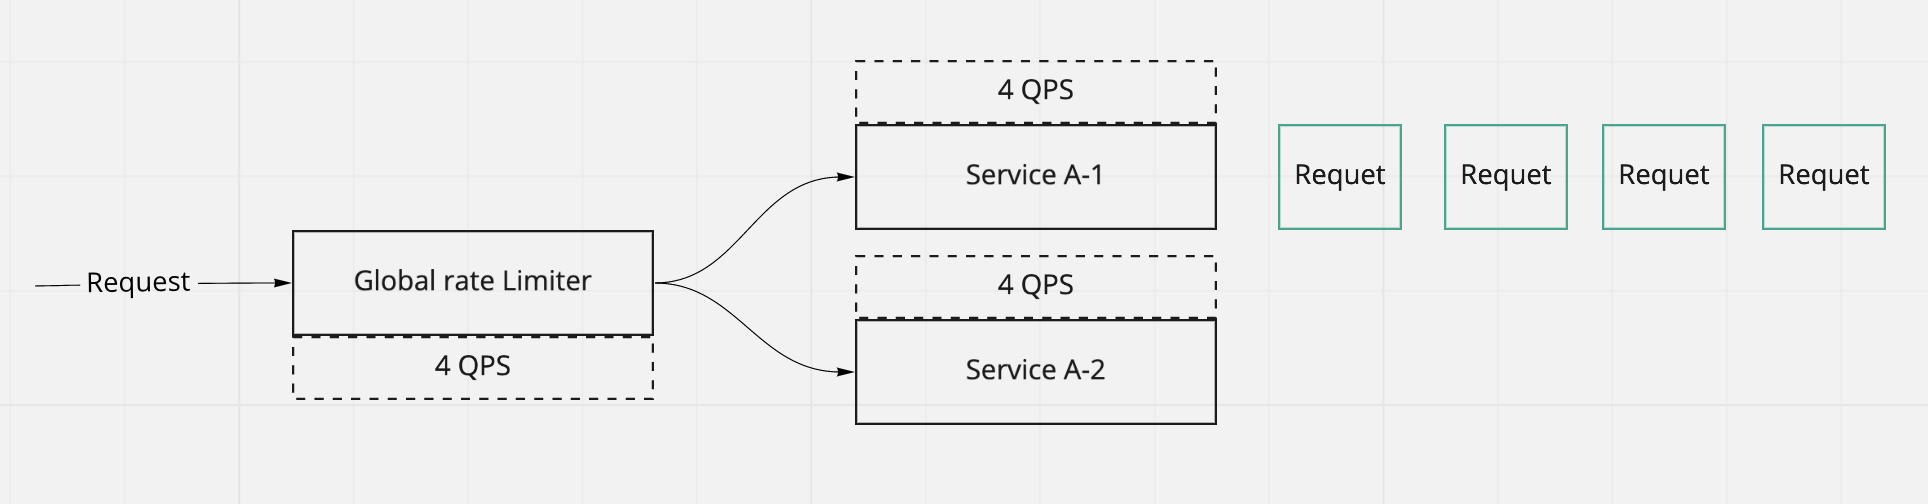 4 QPS
Service A-1
Requet
Requet
Requet
Requet
Request
Global rate Limiter
4 QPS
4 QPS
Service A-2